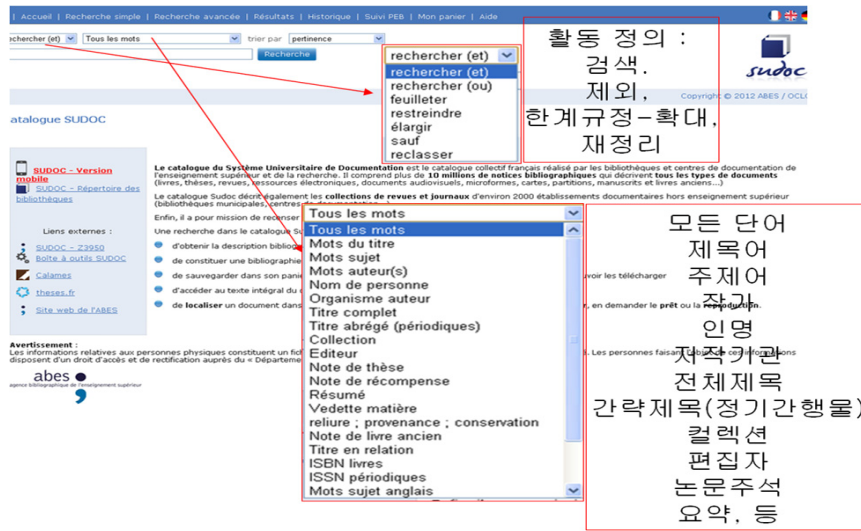 | Accueil | Recherche simple | Recherche avancée | Résultats | Historique | Suivi PEB | Mon panier | Aide
chercher (et) Tous les mots trier par pertinence
Recherche
rechercher (et)
rechercher (et)
rechercher (ou)
feuilleter
restreindre
élargir
sauf
reclasser
활동 정의 :
검색.
제외,
한계규정-확대,
재정리
sudoc
Copyright © 2012 ABES / OCLC
atalogue SUDOC
SUDOC - Version
mobile
SUDOC - Répertoire des
bibliothèques
Liens externes :
SUDOC - Z3950
Boîte à outils SUDOC
Calames
theses.fr
Site web de l'ABES
Le catalogue du Système Universitaire de Documentation est le catalogue collectif français réalisé par les bibliothèques et centres de documentation de
l'enseignement supérieur et de la recherche. Il comprend plus de 10 millions de notices bibliographiques qui décrivent tous les types de documents
(livres, thèses, revues, ressources électroniques, documents audiovisuels, microformes, cartes, partitions, manuscrits et livres anciens...)
Le catalogue Sudoc décrit également les collections de revues et journaux d'environ 2000 établissements documentaires hors enseignement supérieur
(bibliothèques municipales, centres de
Enfin, il a pour mission de recenser
Une recherche dans le catalogue Su
d'obtenir la description bibliog
de constituer une bibliographie
de sauvegarder dans son panie
voir les télécharger
d'accéder au texte intégral du
de localiser un document dans
, en demander le prêt ou la reproduction.
Tous les mots
Tous les mots
Mots du titre
Mots sujet
Mots auteur(s)
Nom de personne
Organisme auteur
Titre complet
Titre abrégé (périodiques)
Collection
Editeur
Note de thèse
Note de récompense
Résumé
Vedette matière
reliure ; provenance ; conservation
Note de livre ancien
Titre en relation
ISBN livres
ISSN périodiques
Mots sujet anglais
모든 단어
제목어
주제어
작가
인명
저작기관
전체제목
간략제목(정기간행물)
컬렉션
편집자
논문주석
요약, 등
Avertissement :
Les informations relatives aux personnes physiques constituent un fich
. Les personnes faisant l'objet de ces informations
disposent d'un droit d'accès et de rectification auprès du « Départeme
abes
agence bibliographique de l'enseignement supérieur